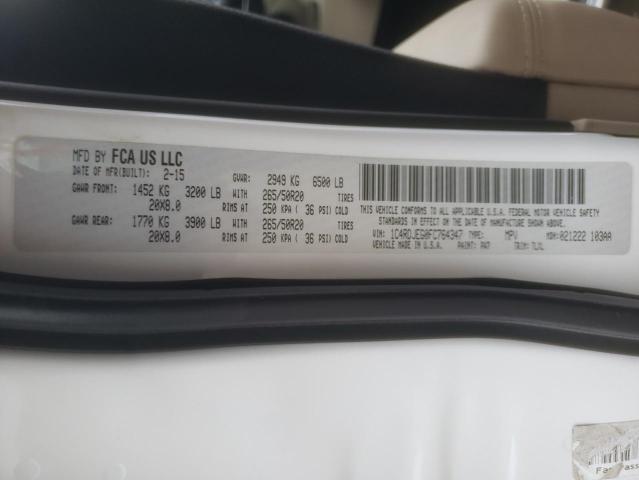 MFD BY FCA US LLC
DATE OF MFR(BUILT): 2-15 GVWR: 2949 KG 6500 LB
GAWR FRONT: 1452 KG 3200 LB WITH 265/50R20 TIRES
20X8.0 RIMS AT 250 KPA ( 36 PSI) COLD
GAWR REAR: 1770 KG 3900 LB WITH 265/50R20 TIRES
20X8.0 RIMS AT 250 KPA ( 36 PSI) COLD
THIS VEHICLE CONFORMS TO ALL APPLICABLE U.S.A. FEDERAL MOTOR VEHICLE SAFETY
STANDARDS IN EFFECT ON THE DATE OF MANUFACTURE SHOWN ABOVE.
VIN: 1C4RDJEG0FC764347 TYPE: MPV MDH: 021222 103AA
VEHICLE MADE IN U.S.A. PAINT: PW7 TRIM: TLXL